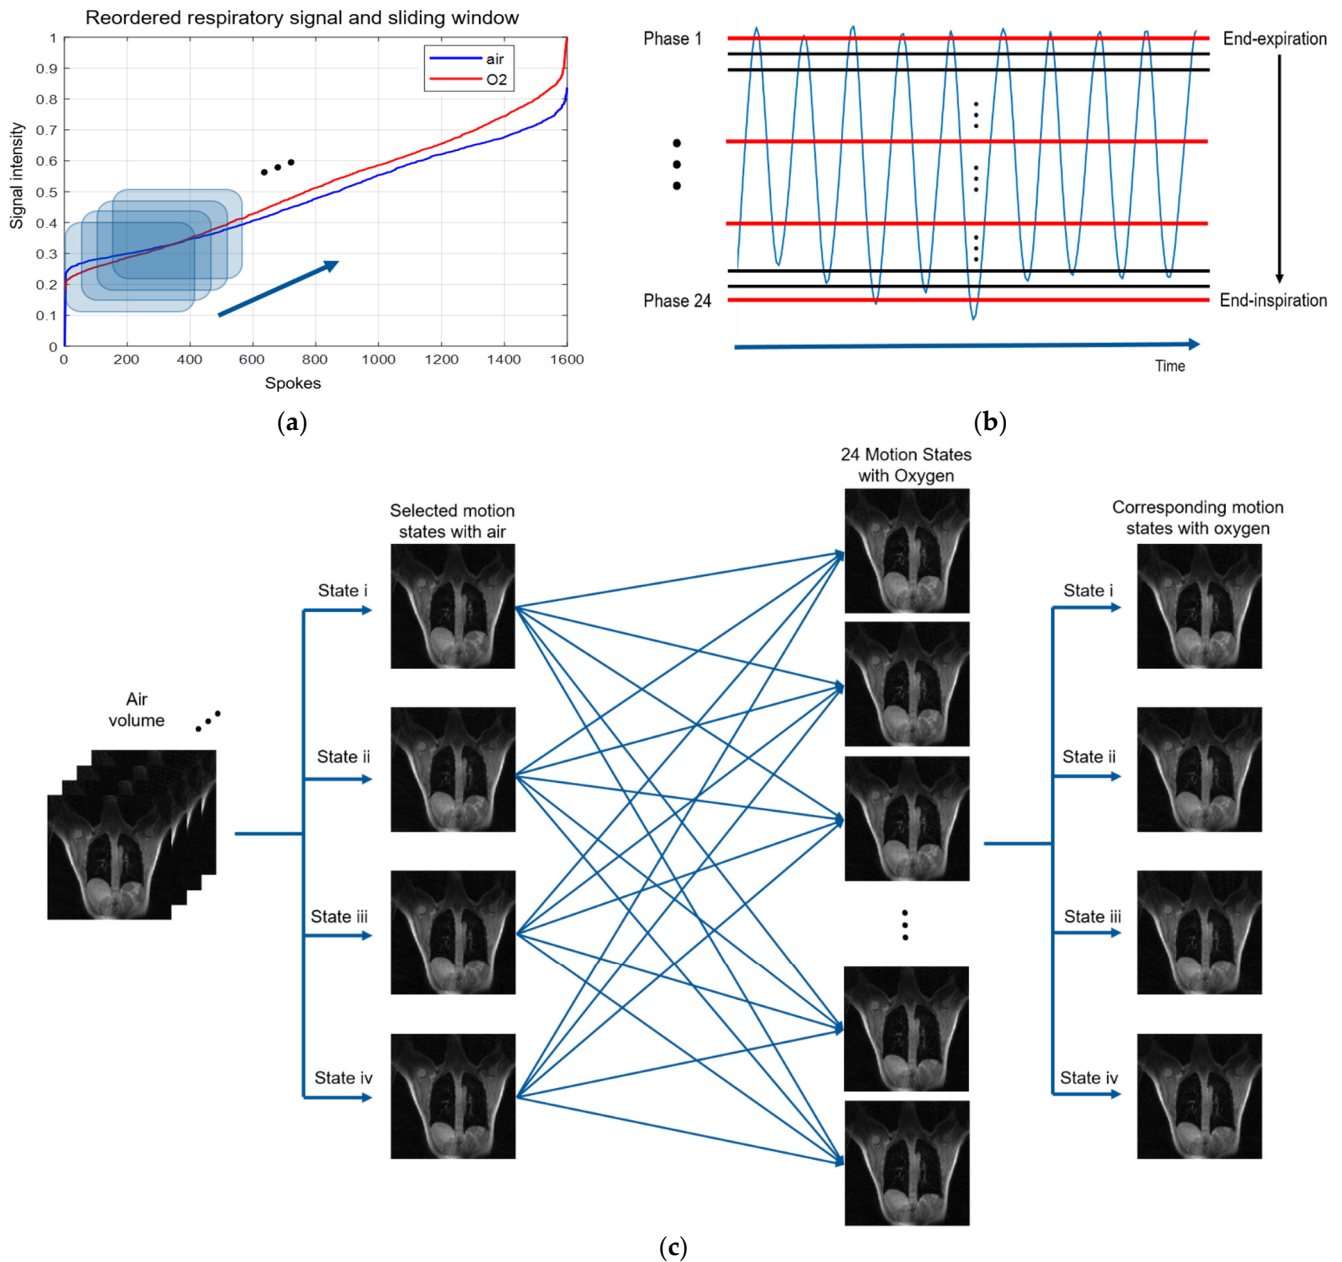 Reordered respiratory signal and sliding window
Signal intensity
1
0.9
0.8
0.7
0.6
0.5
0.4
0.3
0.2
0.1
0
air
O2
0
200
400
600
800
1000
1200
1400
1600
Spokes
(a)
Phase 1
Phase 24
End-expiration
End-inspiration
Time
(b)
Air
volume
Selected motion
states with air
State i
State ii
State iii
State iv
24 Motion States
with Oxygen
Corresponding motion
states with oxygen
State i
State ii
State iii
State iv
(c)